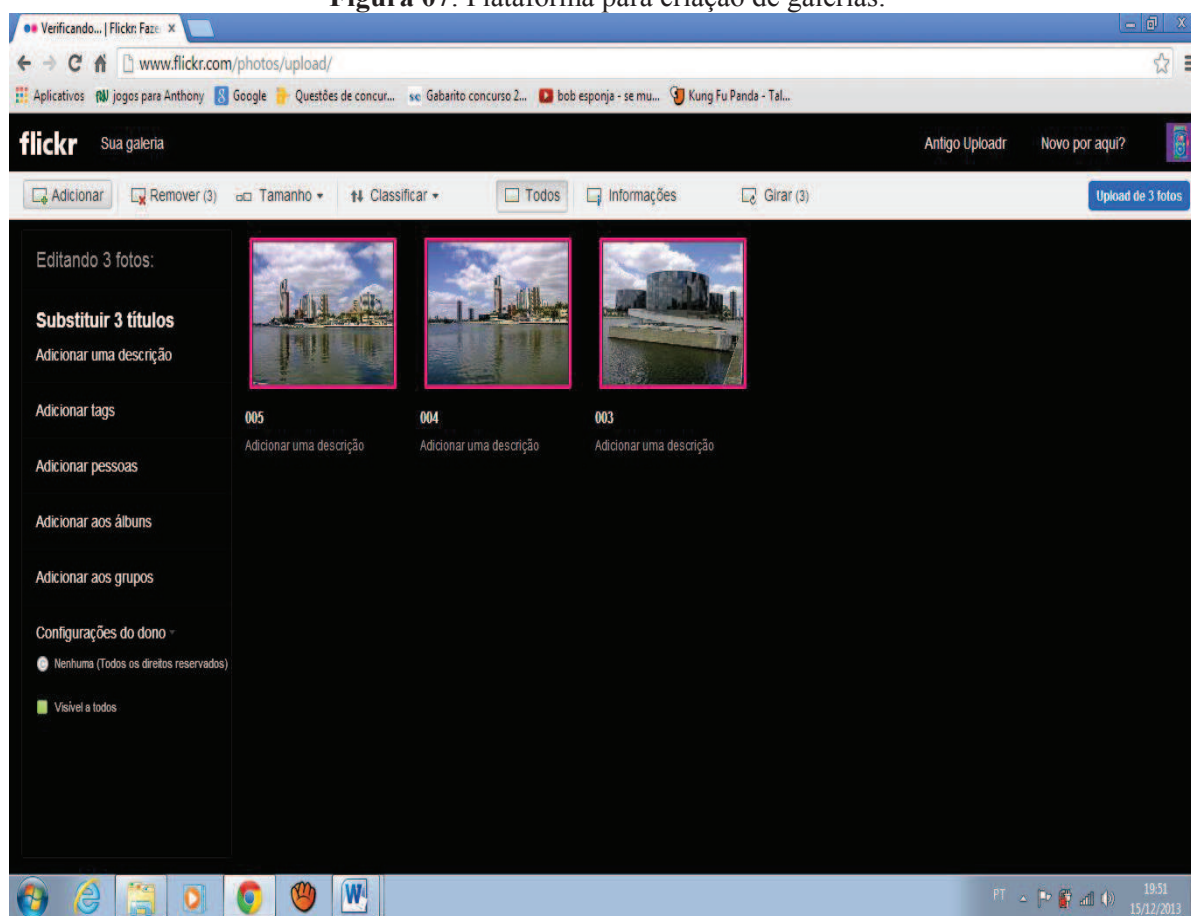 Figura 07: Plataforma para criação de galerias.
Verificando... | Flickr: Faze
www.flickr.com/photos/upload/
Aplicativos jogos para Anthony Google Questões de concur... Gabarito concurso 2... bob esponja - se mu... Kung Fu Panda - Tal...
flickr Sua galeria Antigo Uploadr Novo por aqui?
Adicionar Remover (3) Tamanho Classificar Todos Informações Girar (3) Upload de 3 fotos
Editando 3 fotos:
Substituir 3 títulos
Adicionar uma descrição
Adicionar tags
Adicionar pessoas
Adicionar aos álbuns
Adicionar aos grupos
Configurações do dono
Nenhuma (Todos os direitos reservados)
Visível a todos
005 004 003
Adicionar uma descrição Adicionar uma descrição Adicionar uma descrição
PT 19:51
15/12/2013